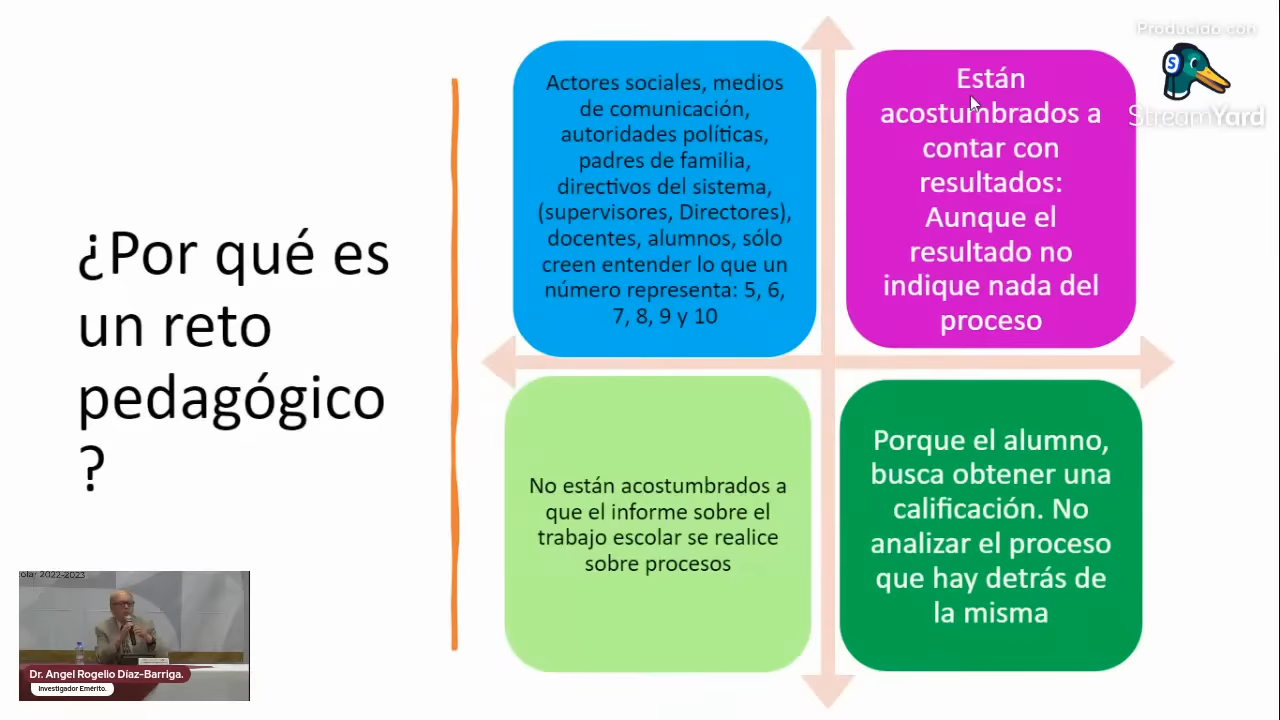 ¿Por qué es
un reto
pedagógico
?
Actores sociales, medios
de comunicación,
autoridades políticas,
padres de familia,
directivos del sistema,
(supervisores, Directores),
docentes, alumnos, sólo
creen entender lo que un
número representa: 5, 6,
7, 8, 9 y 10
Están
acostumbrados a
contar con
resultados:
Aunque el
resultado no
indique nada del
proceso
No están acostumbrados a
que el informe sobre el
trabajo escolar se realice
sobre procesos
Porque el alumno,
busca obtener una
calificación. No
analizar el proceso
que hay detrás de
la misma
Producido con
S
StreamYard
olar 2022-2023
Dr. Angel Rogelio Díaz-Barriga.
Investigador Emérito.